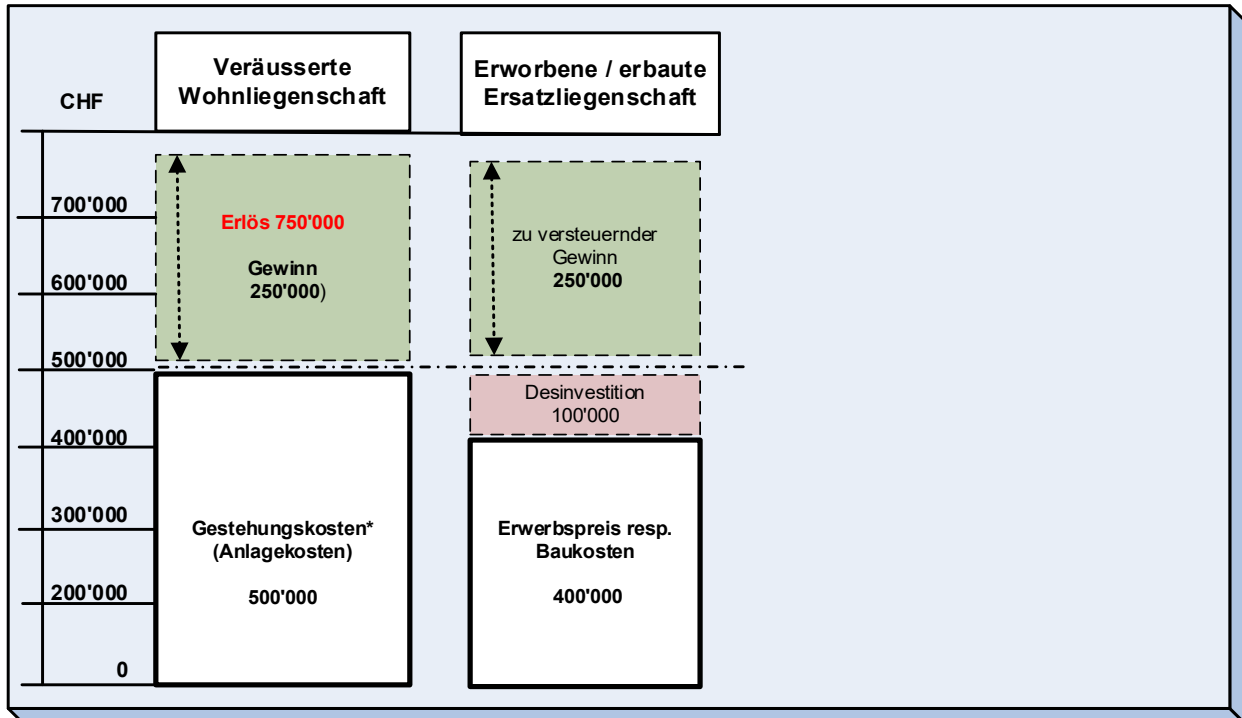 CHF
Veräusserte
Wohnliegenschaft
Erworbene / erbaute
Ersatzliegenschaft
700'000
600'000
500'000
400'000
300'000
200'000
0
Erlös 750'000
Gewinn
250'000)
Gestehungskosten*
(Anlagekosten)
500'000
zu versteuernder
Gewinn
250'000
Desinvestition
100'000
Erwerbspreis resp.
Baukosten
400'000